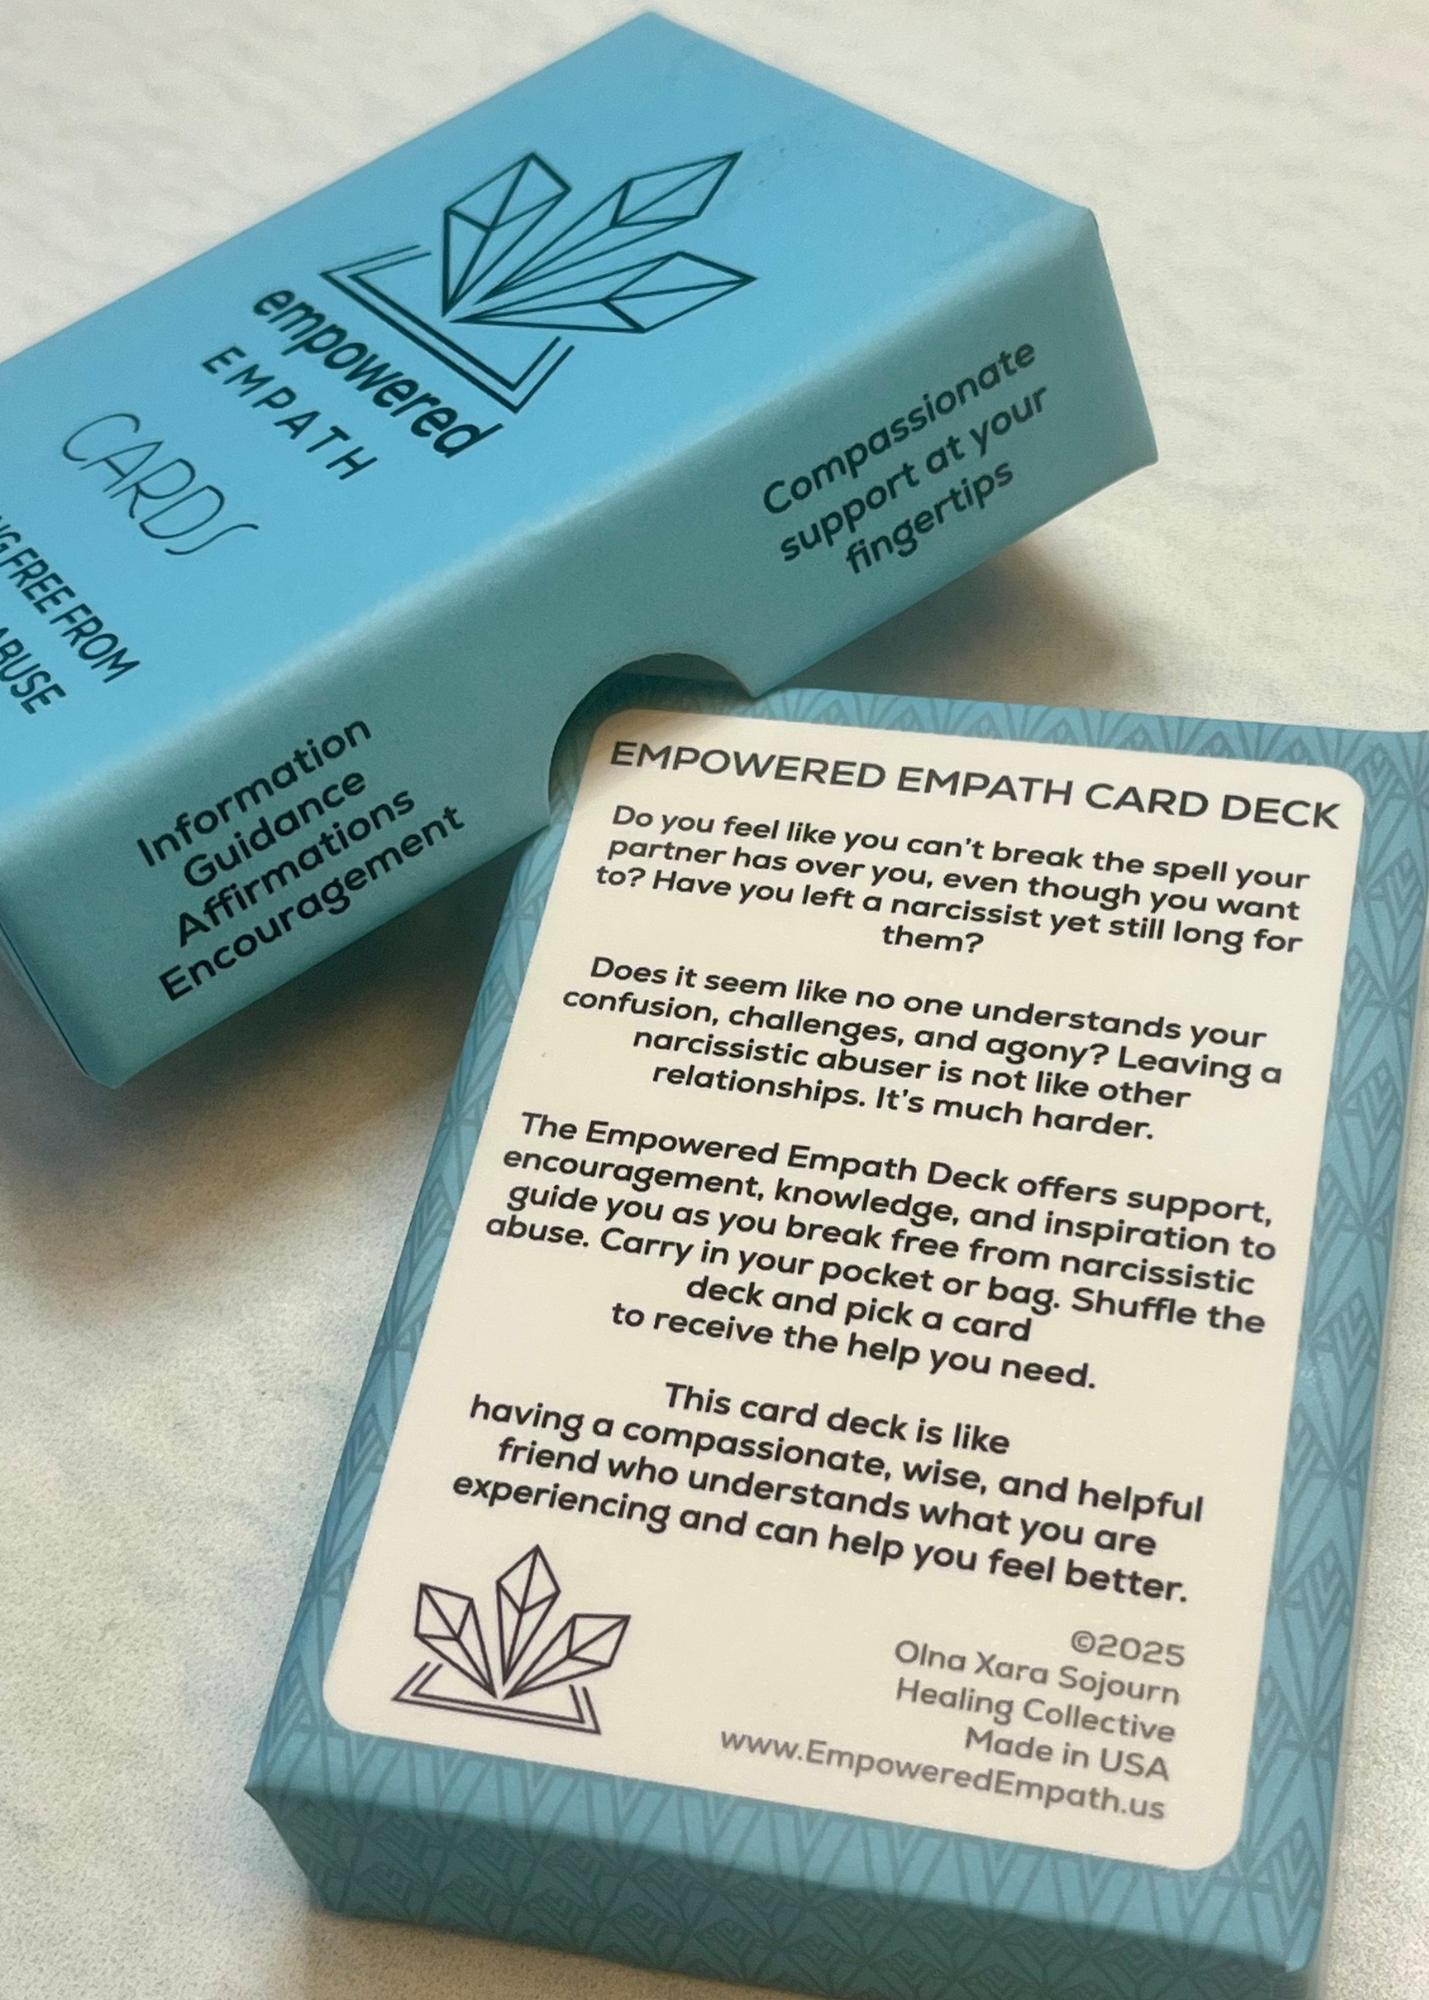 empowered
EMPATH
CARDS
FREE FROM
ABUSE
Compassionate
support at your
fingertips
Information
Guidance
Affirmations
Encouragement
EMPOWERED EMPATH CARD DECK
Do you feel like you can't break the spell your
partner has over you, even though you want
to? Have you left a narcissist yet still long for
them?
Does it seem like no one understands your
confusion, challenges, and agony? Leaving a
narcissistic abuser is not like other
relationships. It's much harder.
The Empowered Empath Deck offers support,
encouragement, knowledge, and inspiration to
guide you as you break free from narcissistic
abuse. Carry in your pocket or bag. Shuffle the
deck and pick a card
to receive the help you need.
This card deck is like
having a compassionate, wise, and helpful
friend who understands what you are
experiencing and can help you feel better.
©2025
Olna Xara Sojourn
Healing Collective
Made in USA
www.EmpoweredEmpath.us